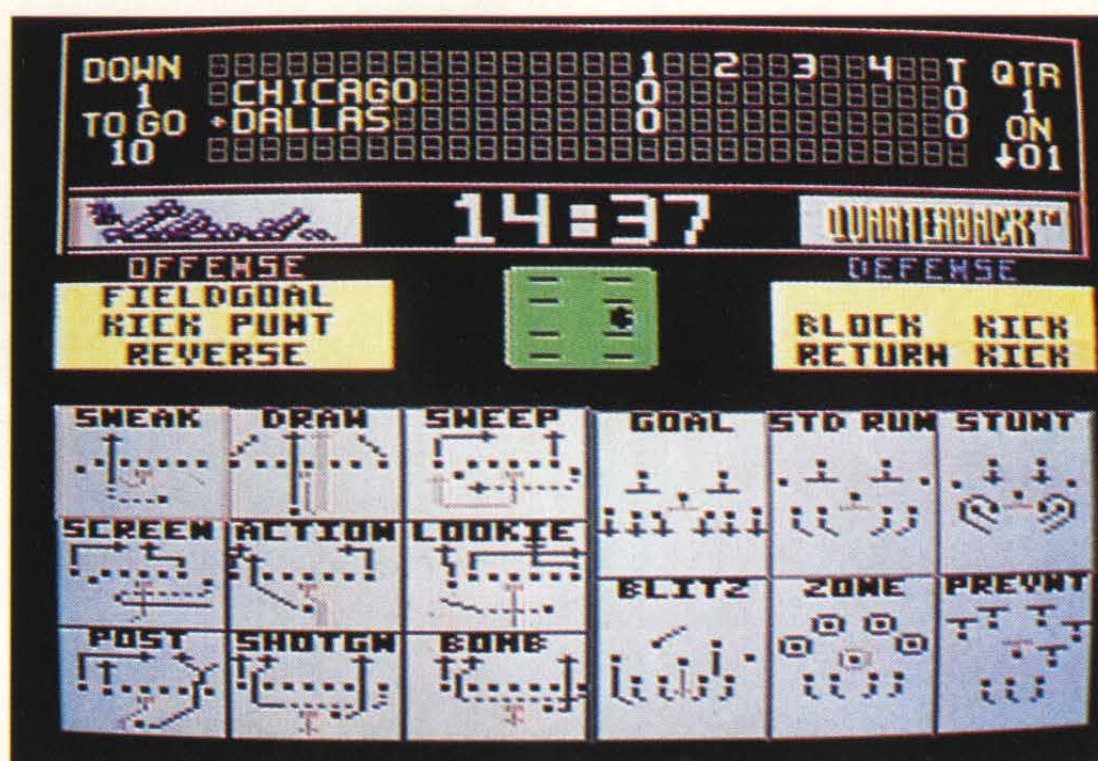 DOWN 1 2 3 4 T QTR
1 CHICAGO 0 0 1
TO GO +DALLAS 0 0 ON
10 ↓01
14:37 QUARTERBACK™
OFFENSE DEFENSE
FIELDGOAL
KICK PUNT
REVERSE
BLOCK KICK
RETURN KICK
SNEAK DRAW SWEEP GOAL STD RUN STUNT
SCREEN ACTION LOOKIE
BLITZ ZONE PREVNT
POST SHOTGN BOMB